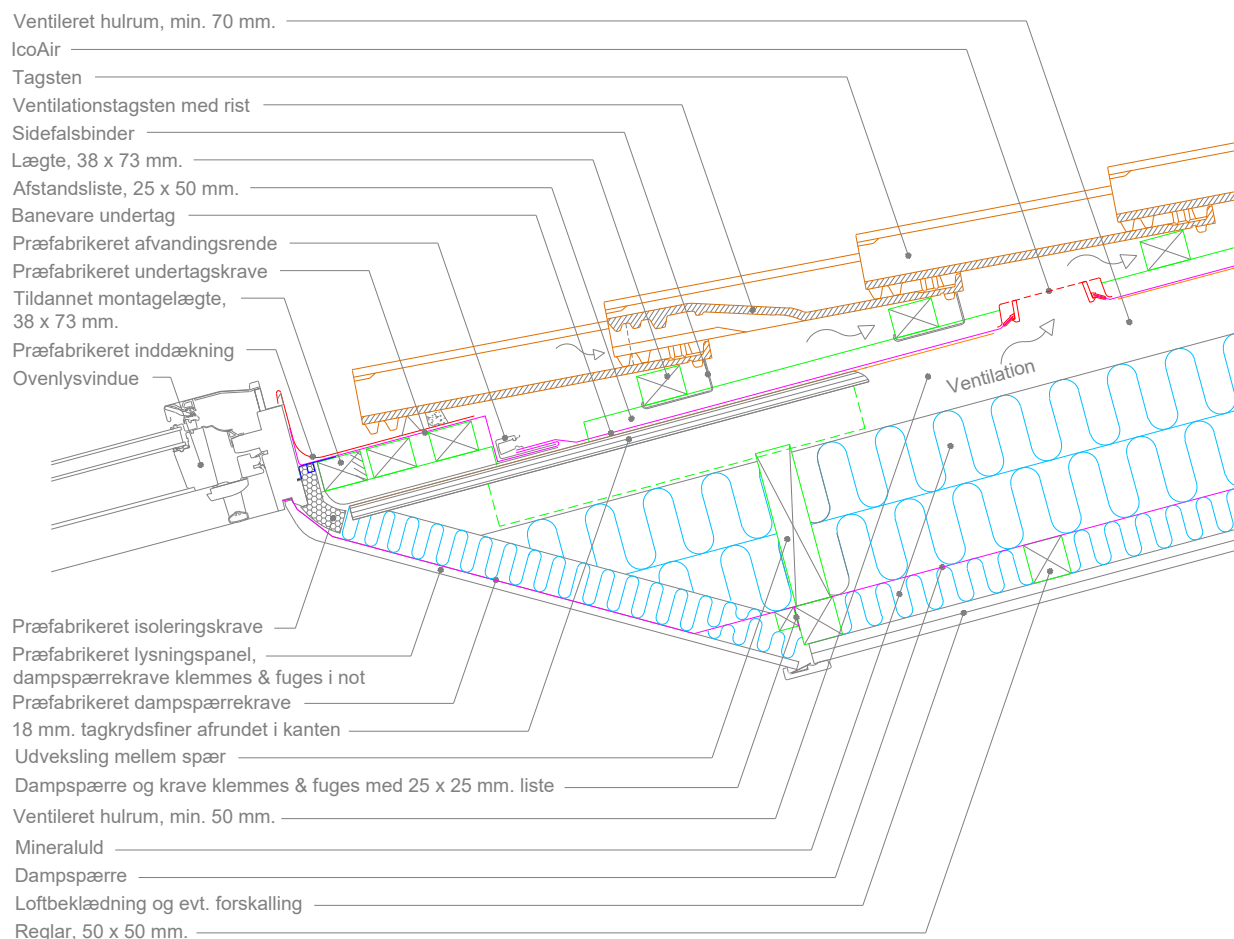 Ventileret hulrum, min. 70 mm.
IcoAir
Tagsten
Ventilationstagsten med rist
Sidefalsbinder
Lægte, 38 x 73 mm.
Afstandsliste, 25 x 50 mm.
Banevare undertag
Præfabrikeret afvandingsrende
Præfabrikeret undertagskrave
Tildannet montagelægte,
38 x 73 mm.
Præfabrikeret inddækning
Ovenlysvindue
Ventilation
Præfabrikeret isoleringskrave
Præfabrikeret lysningspanel,
dampspærrekrave klemmes & fuges i not
Præfabrikeret dampspærrekrave
18 mm. tagkrydsfiner afrundet i kanten
Udveksling mellem spær
Dampspærre og krave klemmes & fuges med 25 x 25 mm. liste
Ventileret hulrum, min. 50 mm.
Mineraluld
Dampspærre
Loftbeklædning og evt. forskalling
Reglar, 50 x 50 mm.